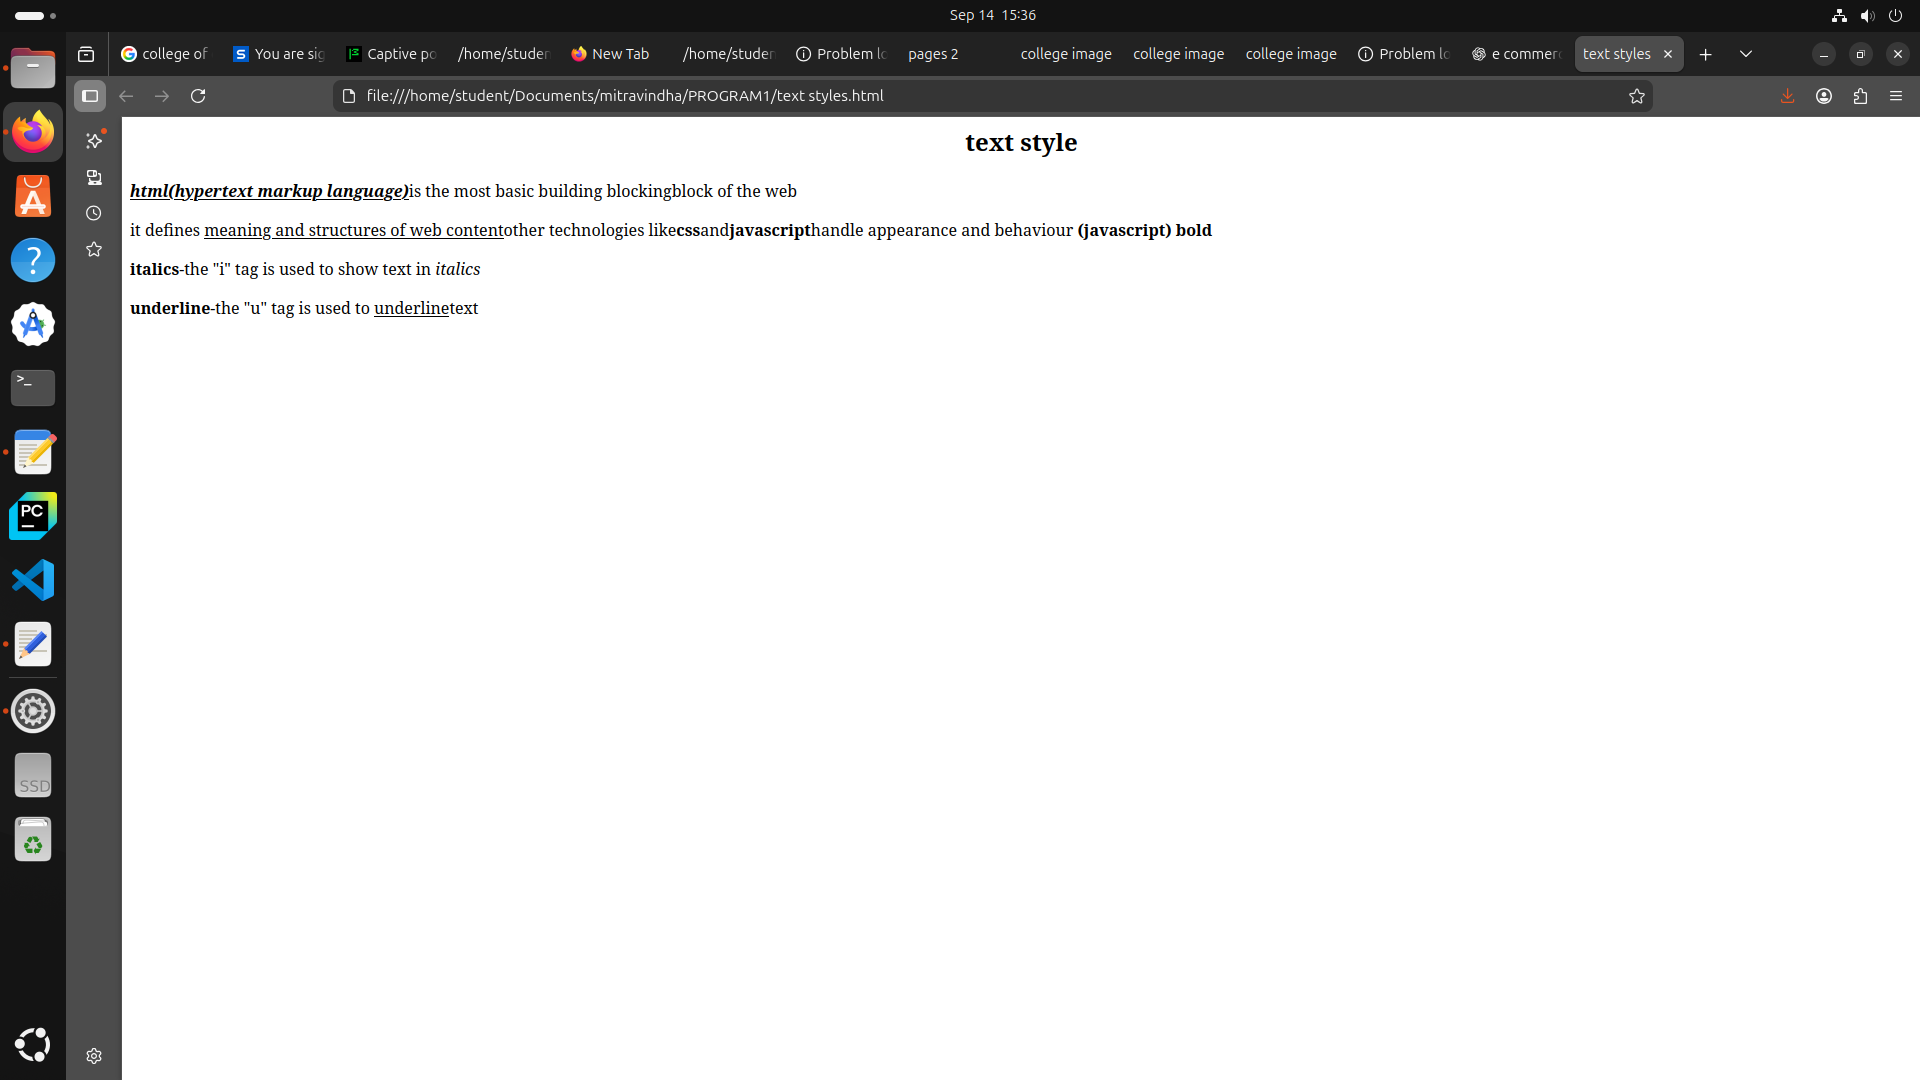 Sep 14 15:36
college of
You are sig
Captive po
/home/studen
New Tab
/home/studen
Problem lo
pages 2
college image
college image
college image
Problem lo
e commerc
text styles
file:///home/student/Documents/mitravindha/PROGRAM1/text styles.html
text style
html(hypertext markup language)is the most basic building blockingblock of the web
it defines meaning and structures of web contentother technologies likecssandjavascripthandle appearance and behaviour (javascript) bold
italics-the "i" tag is used to show text in italics
underline-the "u" tag is used to underlinetext
>_
PC
SSD